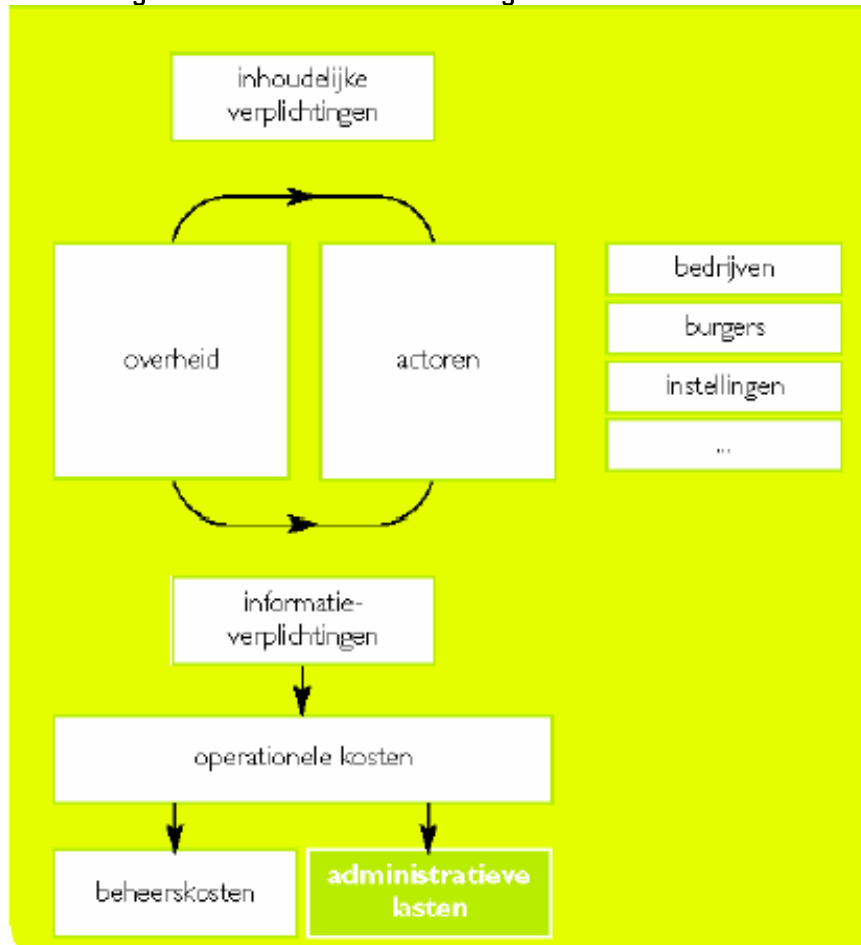 inhoudelijke
verplichtingen
overheid
actoren
bedrijven
burgers
instellingen
...
informatie-
verplichtingen
operationele kosten
beheerskosten
administratieve
lasten